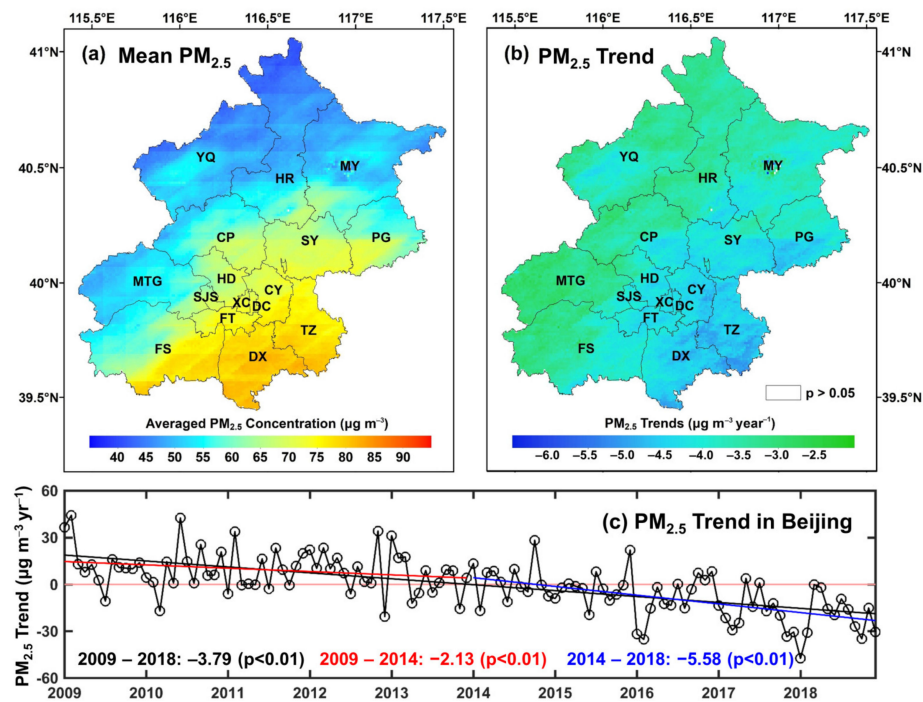 115.5°E 116°E 116.5°E 117°E 117.5°E
115.5°E 116°E 116.5°E 117°E 117.5°E
(a) Mean PM2.5
(b) PM2.5 Trend
41°N
40.5°N
40°N
39.5°N
41°N
40.5°N
40°N
39.5°N
YQ
HR
MY
CP
SY
PG
MTG
HD
SJS
XC
DC
CY
FT
TZ
FS
DX
YQ
HR
MY
CP
SY
PG
MTG
HD
SJS
XC
DC
CY
FT
TZ
FS
DX
p > 0.05
Averaged PM2.5 Concentration (μg m−3)
40 45 50 55 60 65 70 75 80 85 90
PM2.5 Trends (μg m−3 year−1)
−6.0 −5.5 −5.0 −4.5 −4.0 −3.5 −3.0 −2.5
PM2.5 Trend (μg m−3 yr−1)
60
30
0
-30
-60
(c) PM2.5 Trend in Beijing
2009 – 2018: −3.79 (p<0.01) 2009 – 2014: −2.13 (p<0.01) 2014 – 2018: −5.58 (p<0.01)
2009 2010 2011 2012 2013 2014 2015 2016 2017 2018